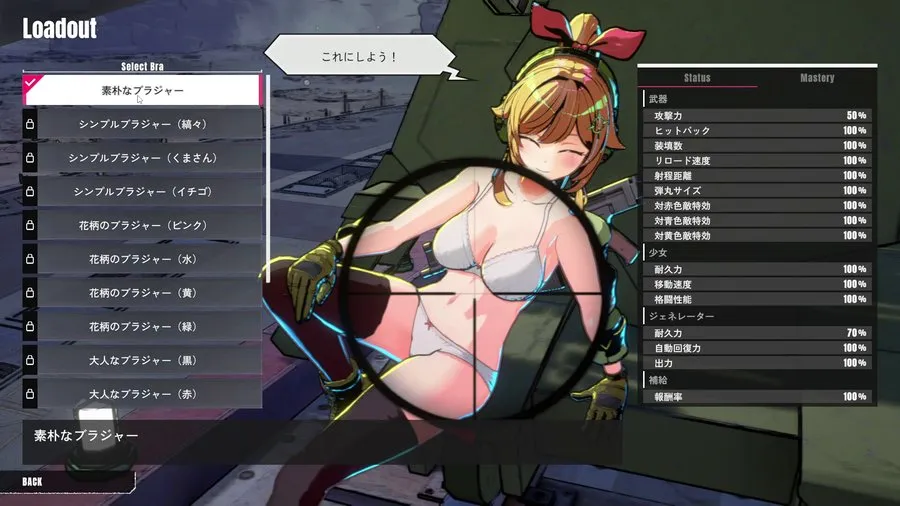 Loadout
Select Bra
素朴なブラジャー
シンプルブラジャー（縞々）
シンプルブラジャー（くまさん）
シンプルブラジャー（イチゴ）
花柄のブラジャー（ピンク）
花柄のブラジャー（水）
花柄のブラジャー（黄）
花柄のブラジャー（緑）
大人なブラジャー（黒）
大人なブラジャー（赤）
素朴なブラジャー
BACK
これにしよう！
Status Mastery
武器
攻撃力 50%
ヒットバック 100%
装填数 100%
リロード速度 100%
射程距離 100%
弾丸サイズ 100%
対赤色敵特効 100%
対青色敵特効 100%
対黄色敵特効 100%
少女
耐久力 100%
移動速度 100%
格闘性能 100%
ジェネレーター
耐久力 70%
自動回復力 100%
出力 100%
補給
報酬率 100%